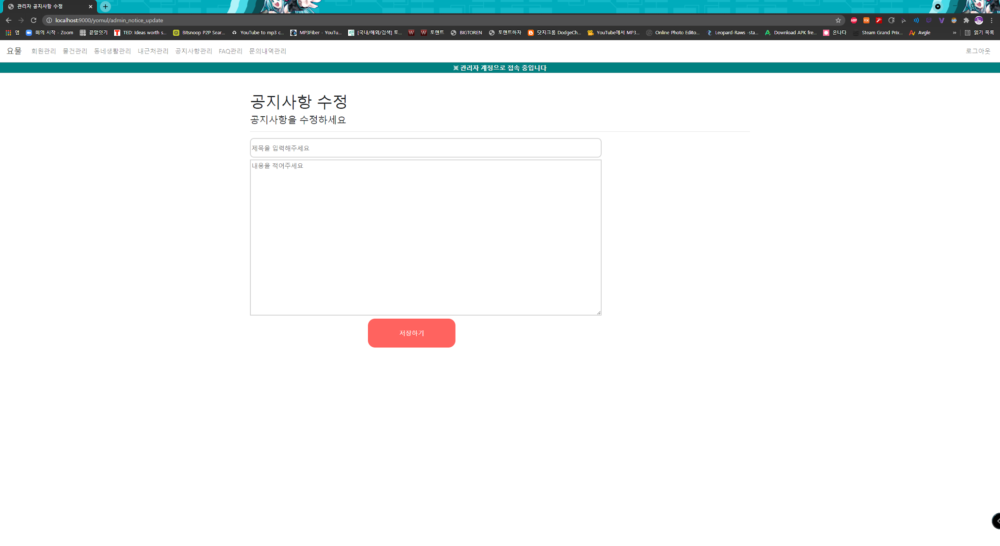 관리자 공지사항 수정
localhost:9000/yomul/admin_notice_update
앱 회의 시작 - Zoom 끝말잇기 TED: Ideas worth s... Bitsnoop P2P Sear... YouTube to mp3 c... MP3Fiber - YouTu... [국내/해외/검색] 토... 토렌트 BIGTOREN 토렌트하자 닷지크롬 DodgeCh... YouTube에서 MP3... Online Photo Edito... Leopard-Raws -sta... Download APK fre... 온나다 Steam Grand Prix... Avgle » 읽기 목록
요물 회원관리 물건관리 동네생활관리 내근처관리 공지사항관리 FAQ관리 문의내역관리 로그아웃
※ 관리자 계정으로 접속 중입니다
공지사항 수정
공지사항을 수정하세요
제목을 입력해주세요
내용을 적어주세요
저장하기